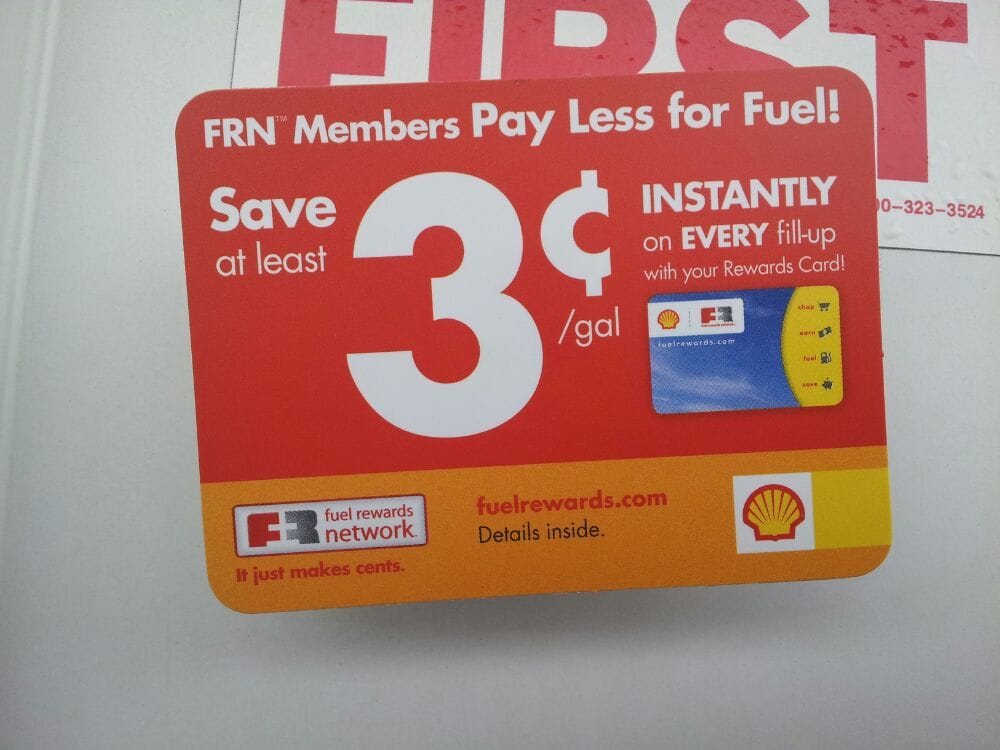 FIRST
00-323-3524
FRN™ Members Pay Less for Fuel!
Save
at least
3¢
/gal
INSTANTLY
on EVERY fill-up
with your Rewards Card!
fuelrewards.com
shop
earn
fuel
save
FR fuel rewards
network
It just makes cents.
fuelrewards.com
Details inside.